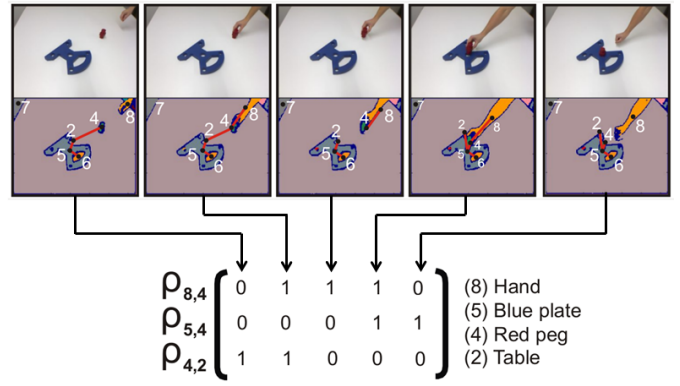 7 8 4 2 5 6
7 8 4 2 5 6
7 8 4 5 6
7 2 8 4 5 6
7 8 2 4 5 6
ρ8,4 0 1 1 1 0 (8) Hand
ρ5,4 0 0 0 1 1 (5) Blue plate
(4) Red peg
ρ4,2 1 1 0 0 0 (2) Table